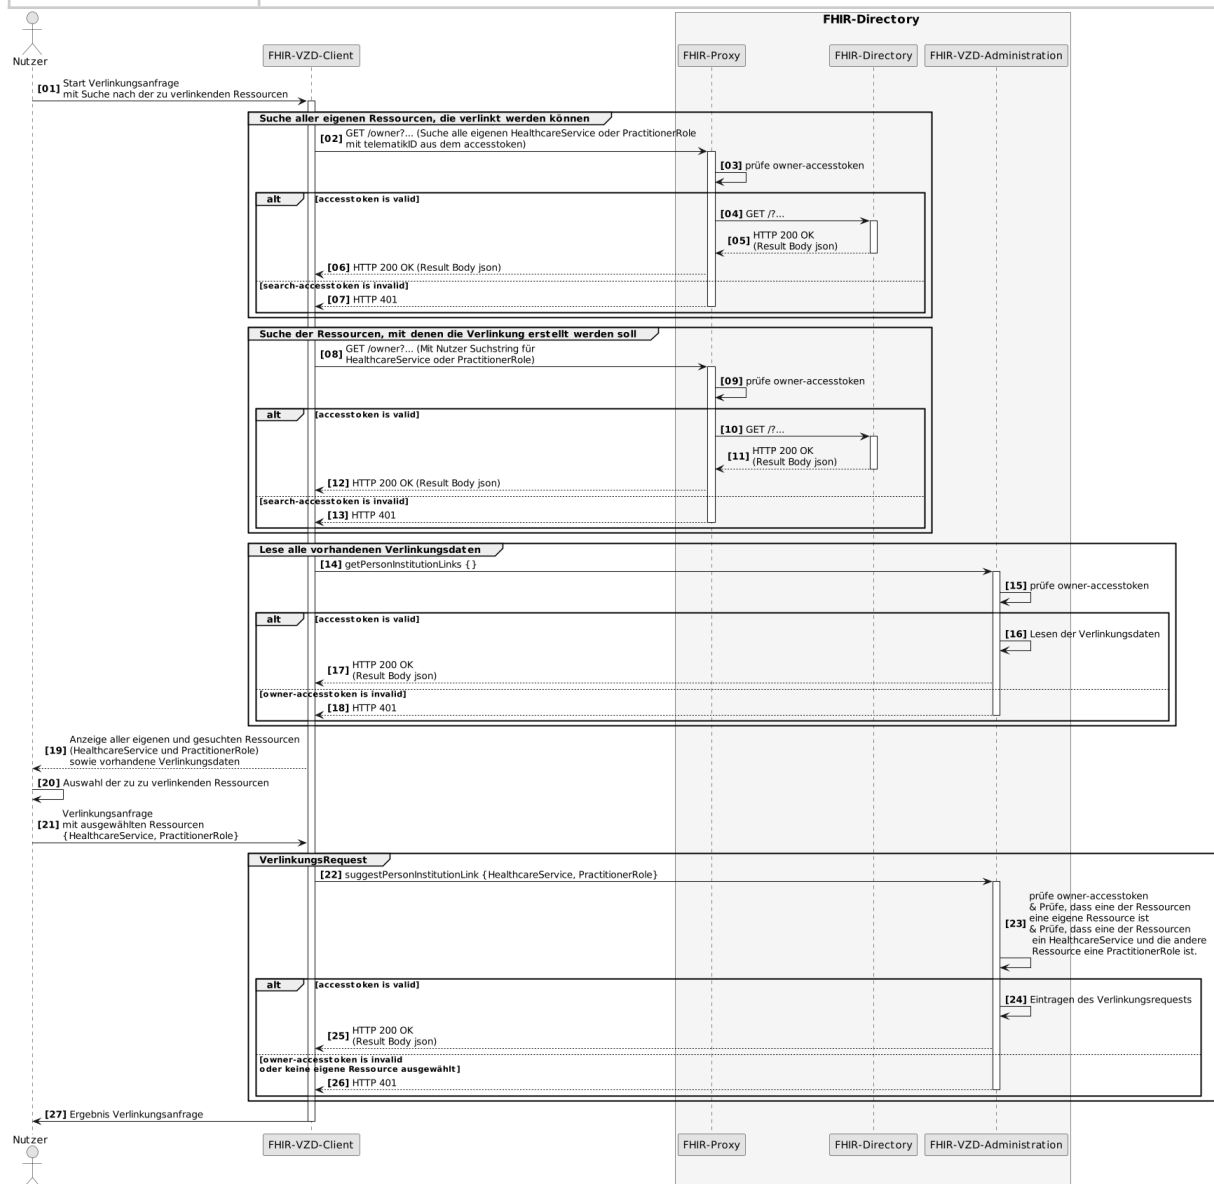 FHIR-Directory
Nutzer
FHIR-VZD-Client
FHIR-Proxy
FHIR-Directory
FHIR-VZD-Administration
[01] Start Verlinkungsanfrage
mit Suche nach der zu verlinkenden Ressourcen
Suche aller eigenen Ressourcen, die verlinkt werden können
[02] GET /owner?... (Suche alle eigenen HealthcareService oder PractitionerRole
mit telematikID aus dem accesstoken)
[03] prüfe owner-accesstoken
alt [accesstoken is valid]
[04] GET /?...
[05] HTTP 200 OK
(Result Body json)
[06] HTTP 200 OK (Result Body json)
[search-accesstoken is invalid]
[07] HTTP 401
Suche der Ressourcen, mit denen die Verlinkung erstellt werden soll
[08] GET /owner?... (Mit Nutzer Suchstring für
HealthcareService oder PractitionerRole)
[09] prüfe owner-accesstoken
alt [accesstoken is valid]
[10] GET /?...
[11] HTTP 200 OK
(Result Body json)
[12] HTTP 200 OK (Result Body json)
[search-accesstoken is invalid]
[13] HTTP 401
Lese alle vorhandenen Verlinkungsdaten
[14] getPersonInstitutionLinks {}
[15] prüfe owner-accesstoken
alt [accesstoken is valid]
[16] Lesen der Verlinkungsdaten
[17] HTTP 200 OK
(Result Body json)
[owner-accesstoken is invalid]
[18] HTTP 401
Anzeige aller eigenen und gesuchten Ressourcen
[19] (HealthcareService und PractitionerRole)
sowie vorhandene Verlinkungsdaten
[20] Auswahl der zu zu verlinkenden Ressourcen
Verlinkungsanfrage
[21] mit ausgewählten Ressourcen
{HealthcareService, PractitionerRole}
VerlinkungsRequest
[22] suggestPersonInstitutionLink {HealthcareService, PractitionerRole}
prüfe owner-accesstoken
& Prüfe, dass eine der Ressourcen
eine eigene Ressource ist
[23] & Prüfe, dass eine der Ressourcen
ein HealthcareService und die andere
Ressource eine PractitionerRole ist.
alt [accesstoken is valid]
[24] Eintragen des Verlinkungsrequests
[25] HTTP 200 OK
(Result Body json)
[owner-accesstoken is invalid
oder keine eigene Ressource ausgewählt]
[26] HTTP 401
[27] Ergebnis Verlinkungsanfrage
Nutzer
FHIR-VZD-Client
FHIR-Proxy
FHIR-Directory
FHIR-VZD-Administration